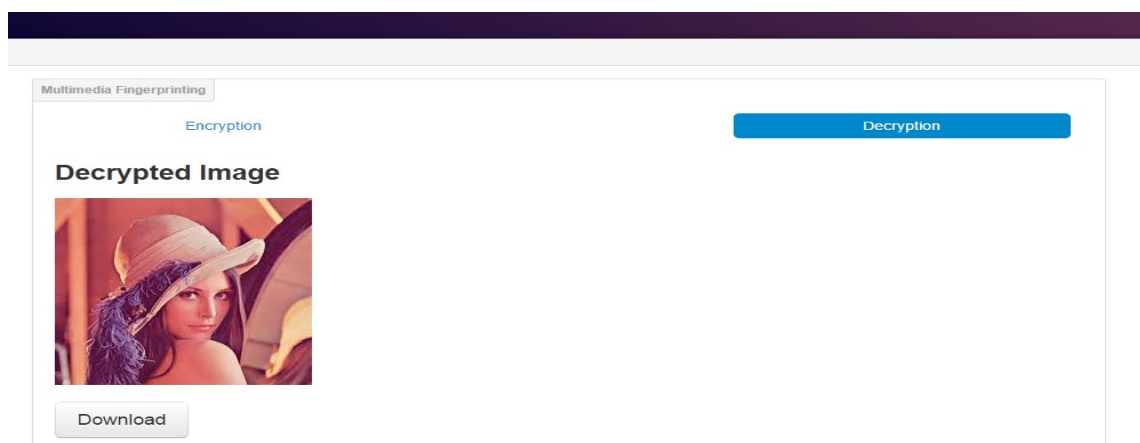 Multimedia Fingerprinting
Encryption
Decryption
Decrypted Image
Download